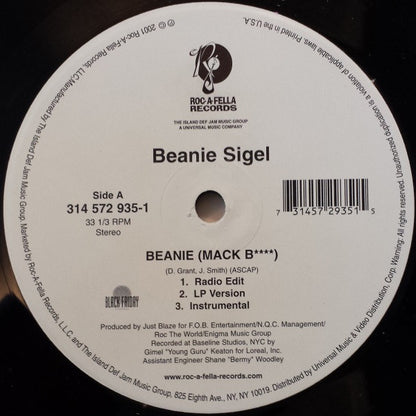 ROC-A-FELLA
RECORDS
THE ISLAND DEF JAM MUSIC GROUP
A UNIVERSAL MUSIC COMPANY
Beanie Sigel
Side A
314 572 935-1
33 1/3 RPM
Stereo
7 31457 29351 5
BEANIE (MACK B****)
(D. Grant, J. Smith) (ASCAP)
1. Radio Edit
2. LP Version
3. Instrumental
BLACK FRIDAY
Produced by Just Blaze for F.O.B. Entertainment/N.Q.C. Management/
Roc The World/Enigma Music Group
Recorded at Baseline Studios, NYC by
Gimel "Young Guru" Keaton for Loreal, Inc.
Assistant Engineer Shane "Bermy" Woodley
www.roc-a-fella-records.com
℗ © 2001 Roc-A-Fella Records, LLC. Manufactured by The Island Def Jam Music Group. Marketed by Roc-A-Fella Records, L.L.C. and The Island Def Jam Music Group, 825 Eighth Ave., NY, NY 10019. Distributed by Universal Music & Video Distribution, Corp. Warning: All rights reserved. Unauthorized duplication is a violation of applicable laws. Printed in the U.S.A.